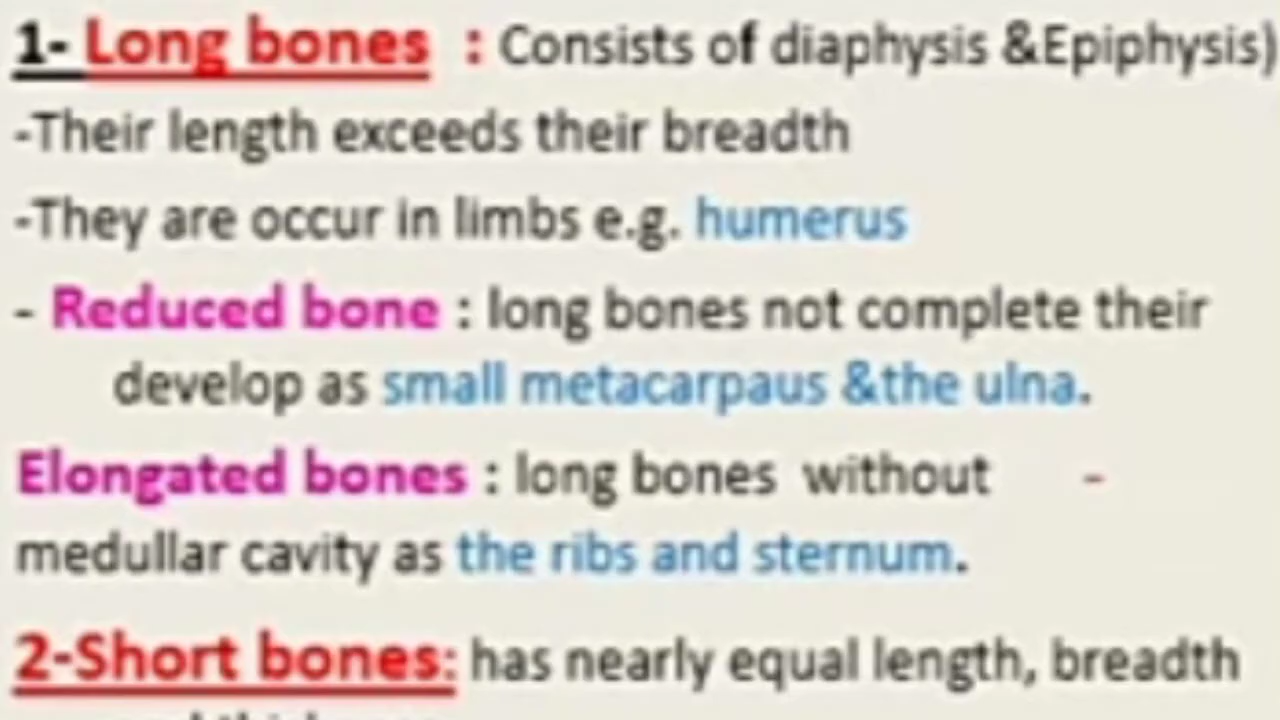 1- Long bones : Consists of diaphysis &Epiphysis)
-Their length exceeds their breadth
-They are occur in limbs e.g. humerus
- Reduced bone : long bones not complete their
develop as small metacarpaus &the ulna.
Elongated bones : long bones without -
medullar cavity as the ribs and sternum.
2-Short bones: has nearly equal length, breadth